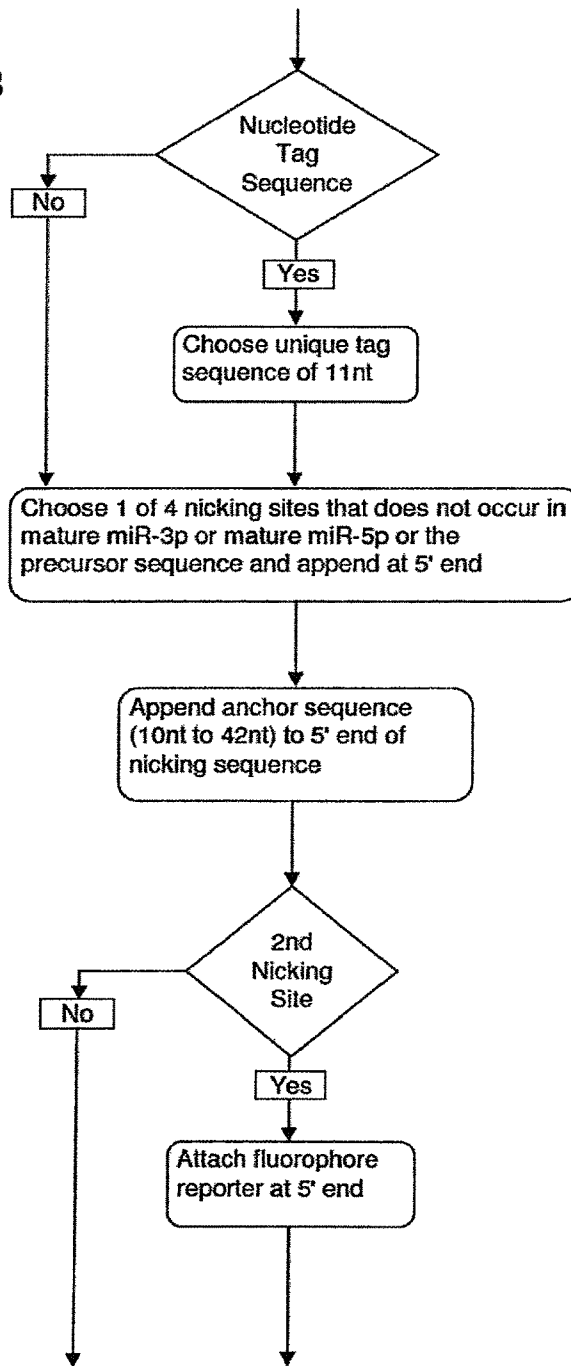 Nucleotide
Tag
Sequence
No
Yes
Choose unique tag
sequence of 11nt
Choose 1 of 4 nicking sites that does not occur in
mature miR-3p or mature miR-5p or the
precursor sequence and append at 5' end
Append anchor sequence
(10nt to 42nt) to 5' end of
nicking sequence
2nd
Nicking
Site
No
Yes
Attach fluorophore
reporter at 5' end